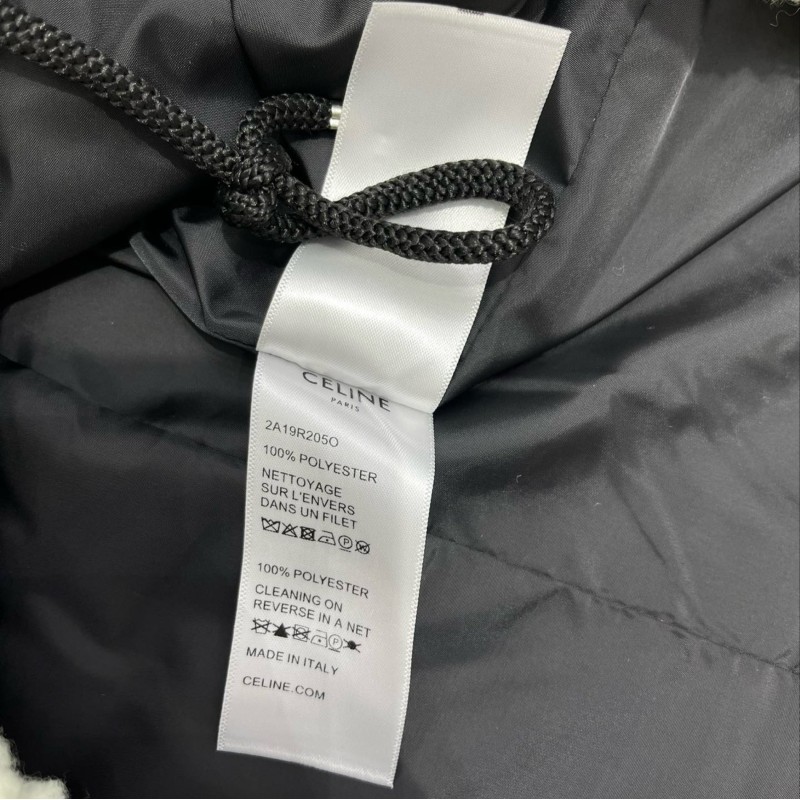 CELINE
PARIS
2A19R205O
100% POLYESTER
NETTOYAGE
SUR L'ENVERS
DANS UN FILET
P
100% POLYESTER
CLEANING ON
REVERSE IN A NET
P
MADE IN ITALY
CELINE.COM